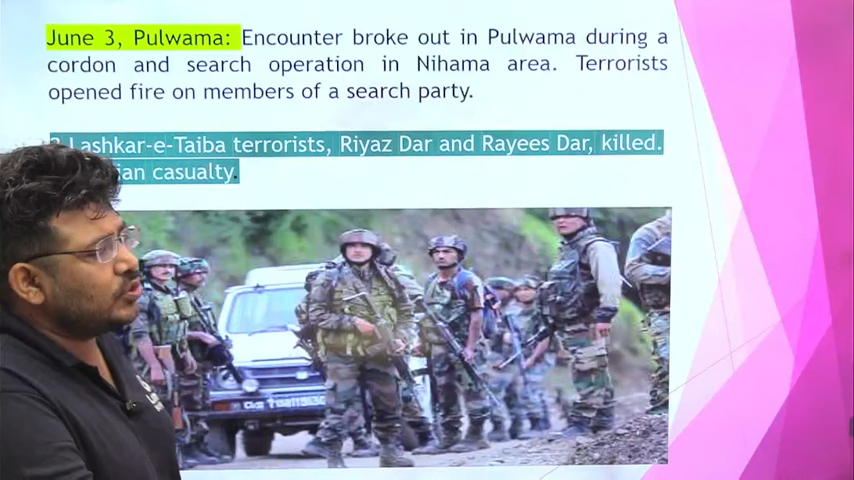 June 3, Pulwama: Encounter broke out in Pulwama during a
cordon and search operation in Nihama area. Terrorists
opened fire on members of a search party.
Lashkar-e-Taiba terrorists, Riyaz Dar and Rayees Dar, killed.
casualty.